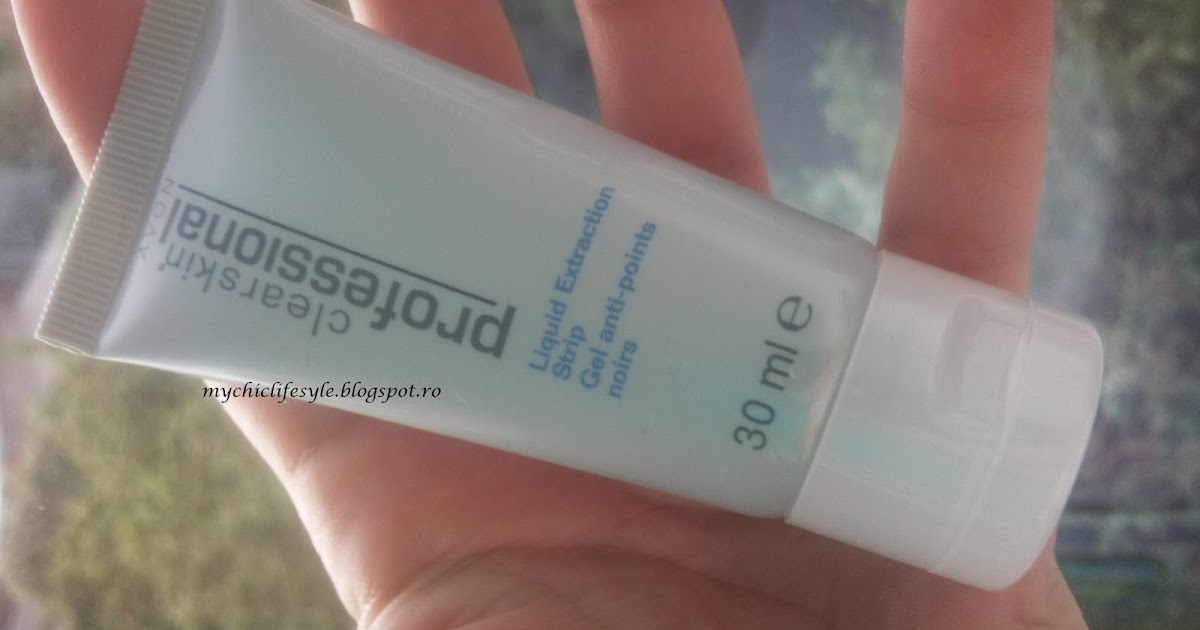 AVON
clearskin®
professional
Liquid Extraction
Strip
Gel anti-points
noirs
30 ml e
mychiclifesyle.blogspot.ro